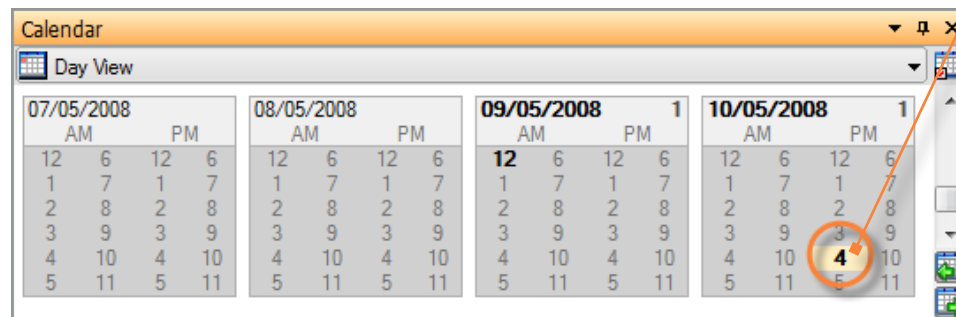 Calendar
Day View
07/05/2008 08/05/2008 09/05/2008 1 10/05/2008 1
AM PM AM PM AM PM AM PM
12 6 12 6 12 6 12 6 12 6 12 6 12 6 12 6
1 7 1 7 1 7 1 7 1 7 1 7 1 7 1 7
2 8 2 8 2 8 2 8 2 8 2 8 2 8 2 8
3 9 3 9 3 9 3 9 3 9 3 9 3 9 3 9
4 10 4 10 4 10 4 10 4 10 4 10 4 10 4 10
5 11 5 11 5 11 5 11 5 11 5 11 5 11 5 11